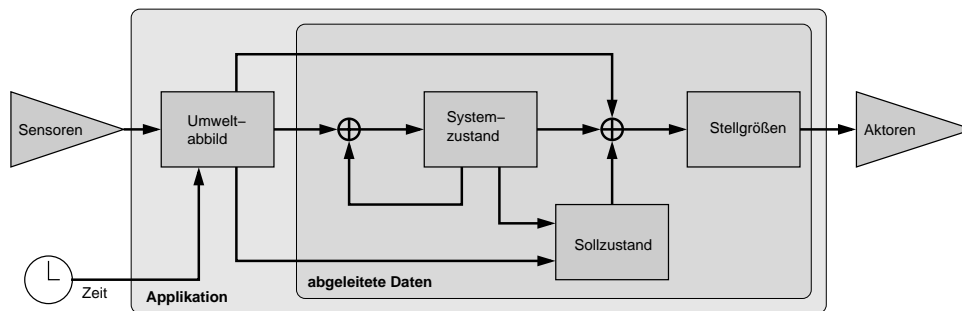 Sensoren
Umwelt–
abbild
System–
zustand
Stellgrößen
Aktoren
Sollzustand
Zeit
Applikation
abgeleitete Daten